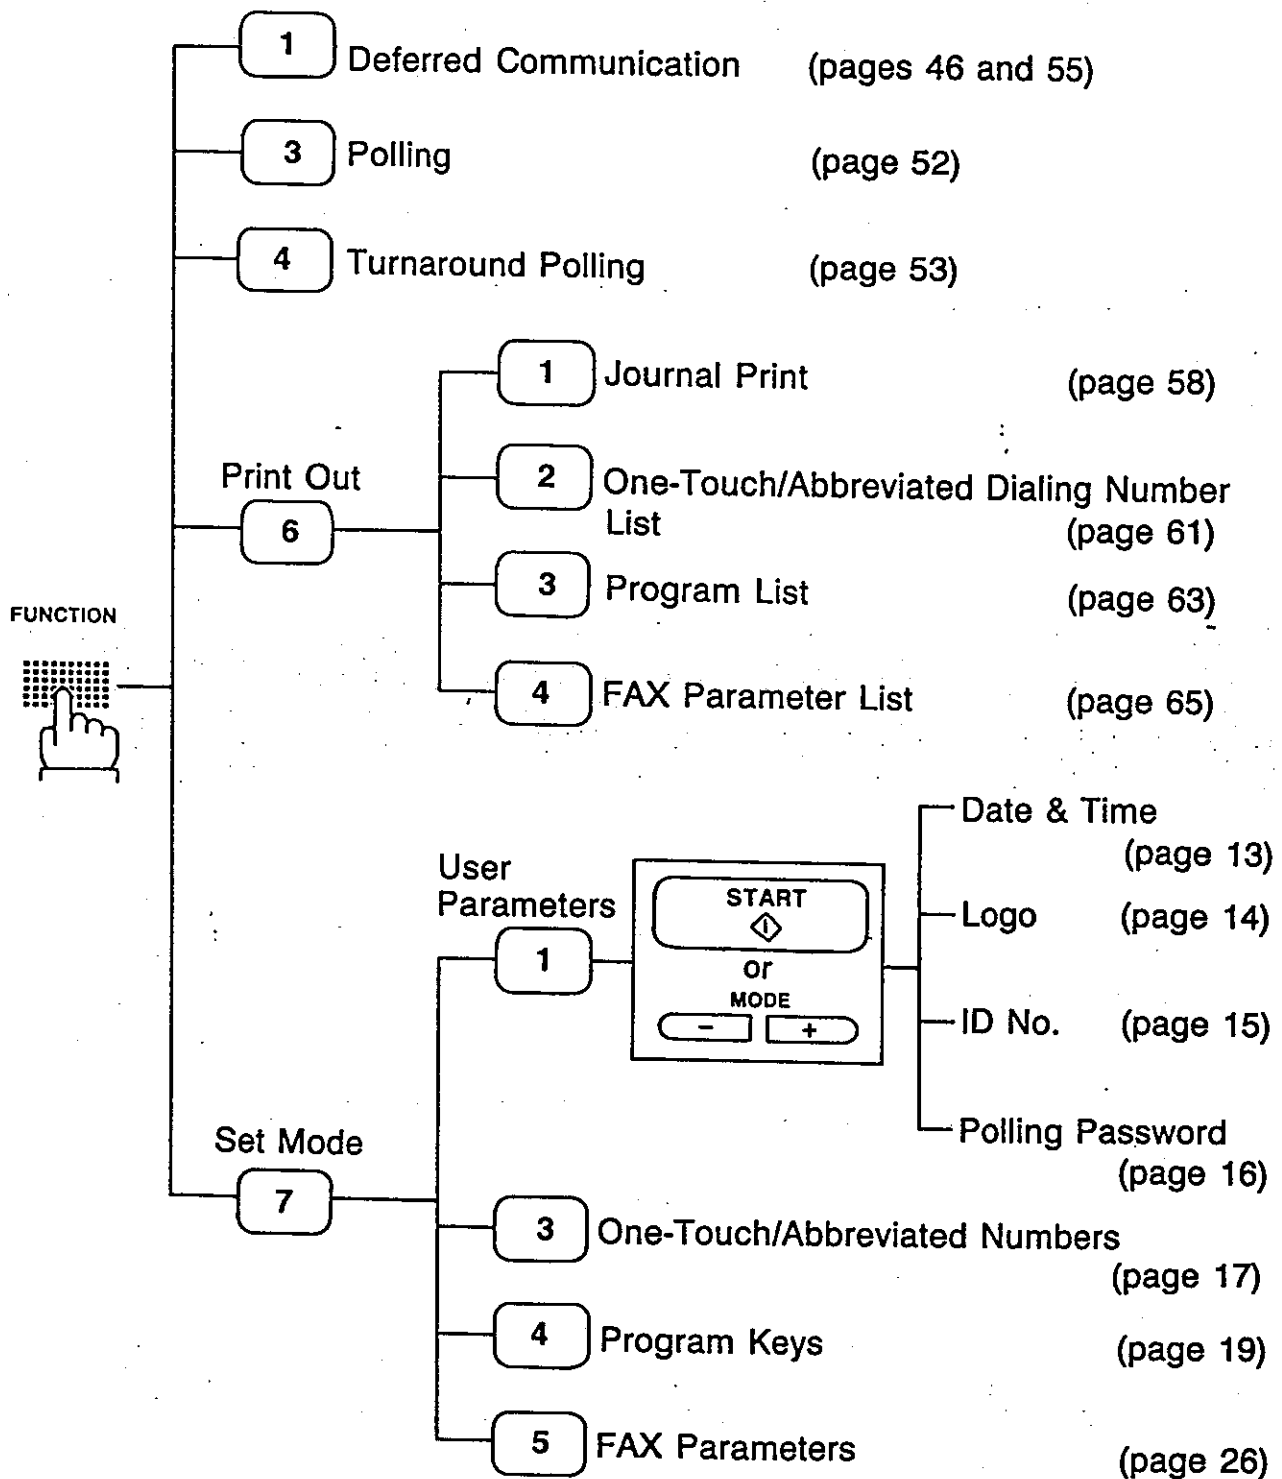 1 Deferred Communication (pages 46 and 55)
3 Polling (page 52)
4 Turnaround Polling (page 53)
Print Out
6
1 Journal Print (page 58)
2 One-Touch/Abbreviated Dialing Number
List (page 61)
3 Program List (page 63)
4 FAX Parameter List (page 65)
FUNCTION
Set Mode
7
User
Parameters
1
START
or
MODE
- +
Date & Time
(page 13)
Logo (page 14)
ID No. (page 15)
Polling Password
(page 16)
3 One-Touch/Abbreviated Numbers
(page 17)
4 Program Keys (page 19)
5 FAX Parameters (page 26)